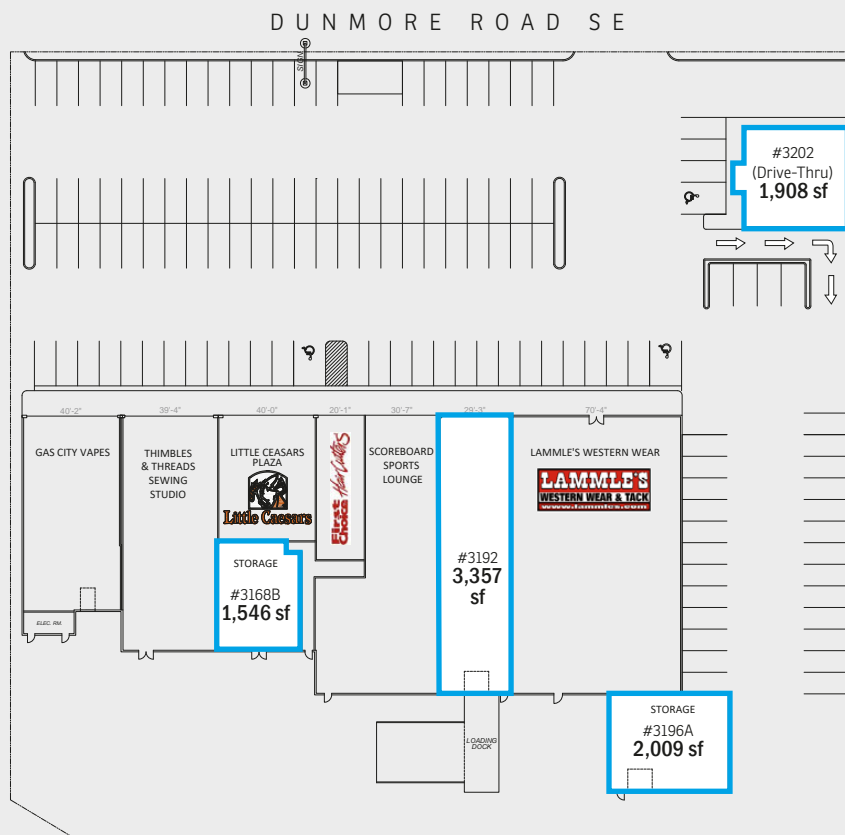 DUNMORE ROAD SE
SIGN
#3202
(Drive-Thru)
1,908 sf
40'-2"
39'-4"
40'-0"
20'-1"
30'-7"
29'-3"
70'-4"
GAS CITY VAPES
THIMBLES
& THREADS
SEWING
STUDIO
LITTLE CEASARS
PLAZA
Little Caesars
First
Choice Haircutters
SCOREBOARD
SPORTS
LOUNGE
LAMMLE'S WESTERN WEAR
LAMMLE'S
WESTERN WEAR & TACK
www.lammles.com
STORAGE
#3168B
1,546 sf
#3192
3,357
sf
ELEC. RM.
LOADING
DOCK
STORAGE
#3196A
2,009 sf